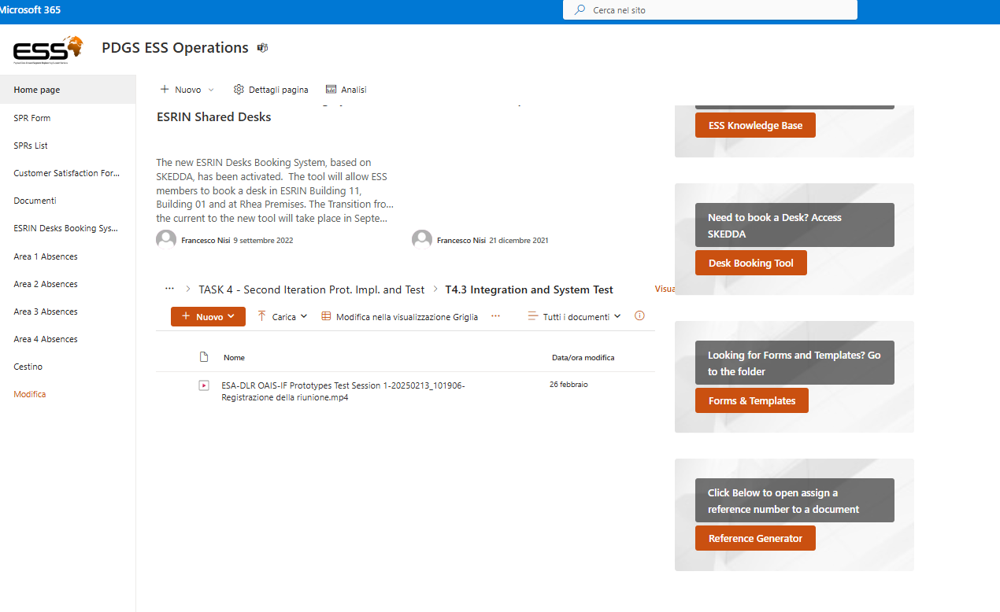 Microsoft 365
Cerca nel sito
ESS
PDGS ESS Operations
Home page
SPR Form
SPRs List
Customer Satisfaction For...
Documenti
ESRIN Desks Booking Sys...
Area 1 Absences
Area 2 Absences
Area 3 Absences
Area 4 Absences
Cestino
Modifica
Nuovo
Dettagli pagina
Analisi
ESRIN Shared Desks
The new ESRIN Desks Booking System, based on
SKEDDA, has been activated. The tool will allow ESS
members to book a desk in ESRIN Building 11,
Building 01 and at Rhea Premises. The Transition fro...
the current to the new tool will take place in Septe...
Francesco Nisi 9 settembre 2022
Francesco Nisi 21 dicembre 2021
... > TASK 4 - Second Iteration Prot. Impl. and Test > T4.3 Integration and System Test
Visua
+ Nuovo
Carica
Modifica nella visualizzazione Griglia
...
Tutti i documenti
Nome
Data/ora modifica
ESA-DLR OAIS-IF Prototypes Test Session 1-20250213_101906-
Registrazione della riunione.mp4
26 febbraio
ESS Knowledge Base
Need to book a Desk? Access
SKEDDA
Desk Booking Tool
Looking for Forms and Templates? Go
to the folder
Forms & Templates
Click Below to open assign a
reference number to a document
Reference Generator